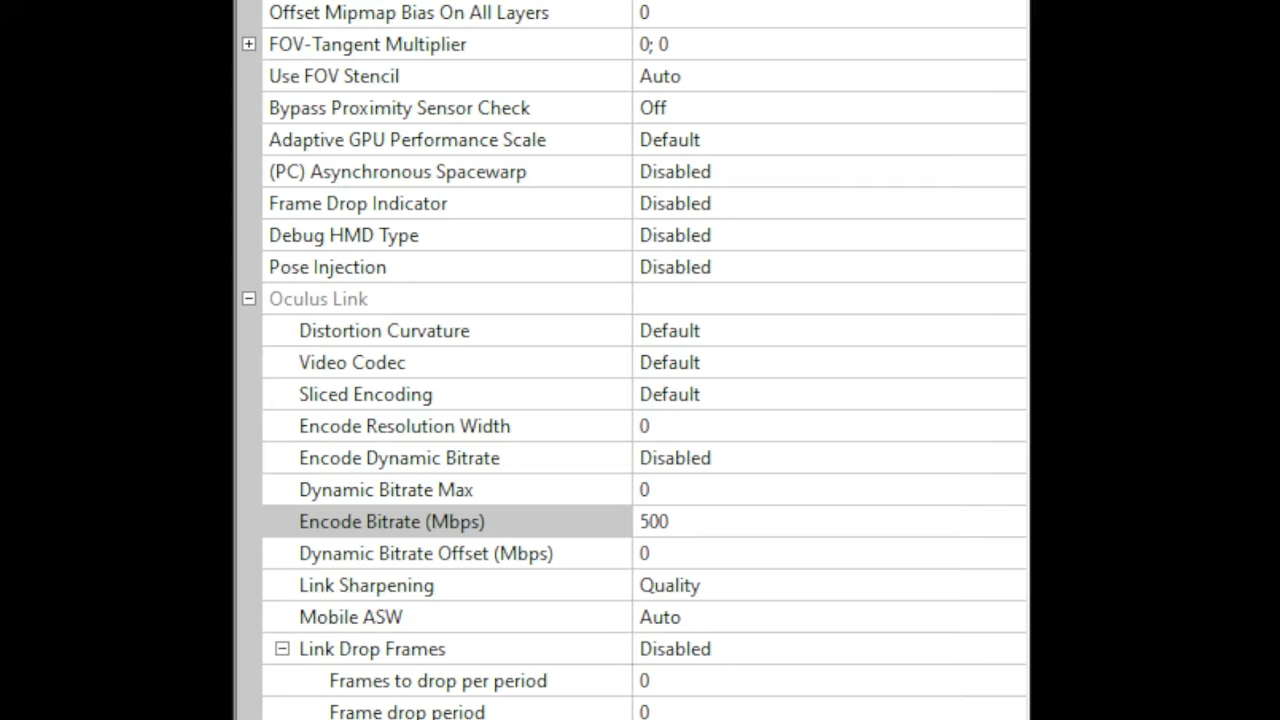 Offset Mipmap Bias On All Layers 0
FOV-Tangent Multiplier 0; 0
Use FOV Stencil Auto
Bypass Proximity Sensor Check Off
Adaptive GPU Performance Scale Default
(PC) Asynchronous Spacewarp Disabled
Frame Drop Indicator Disabled
Debug HMD Type Disabled
Pose Injection Disabled
Oculus Link
Distortion Curvature Default
Video Codec Default
Sliced Encoding Default
Encode Resolution Width 0
Encode Dynamic Bitrate Disabled
Dynamic Bitrate Max 0
Encode Bitrate (Mbps) 500
Dynamic Bitrate Offset (Mbps) 0
Link Sharpening Quality
Mobile ASW Auto
Link Drop Frames Disabled
Frames to drop per period 0
Frame drop period 0